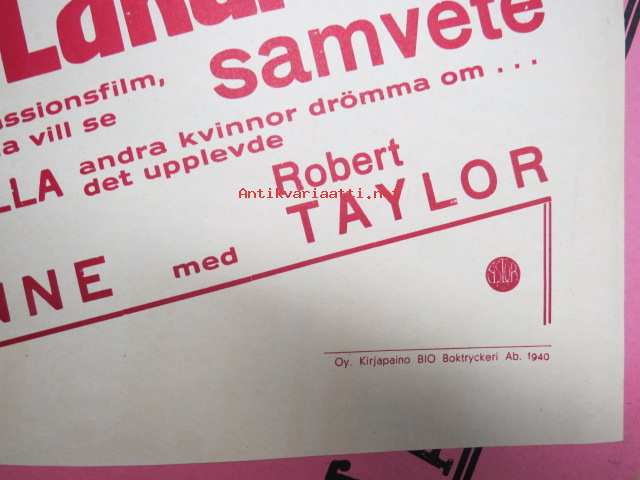 samvete
ssionsfilm,
a vill se
LLA andra kvinnor drömma om ...
det upplevde
Robert
NNE med TAYLOR
Antikvariaatti.net
Oy. Kirjapaino BIO Boktryckeri Ab. 1940